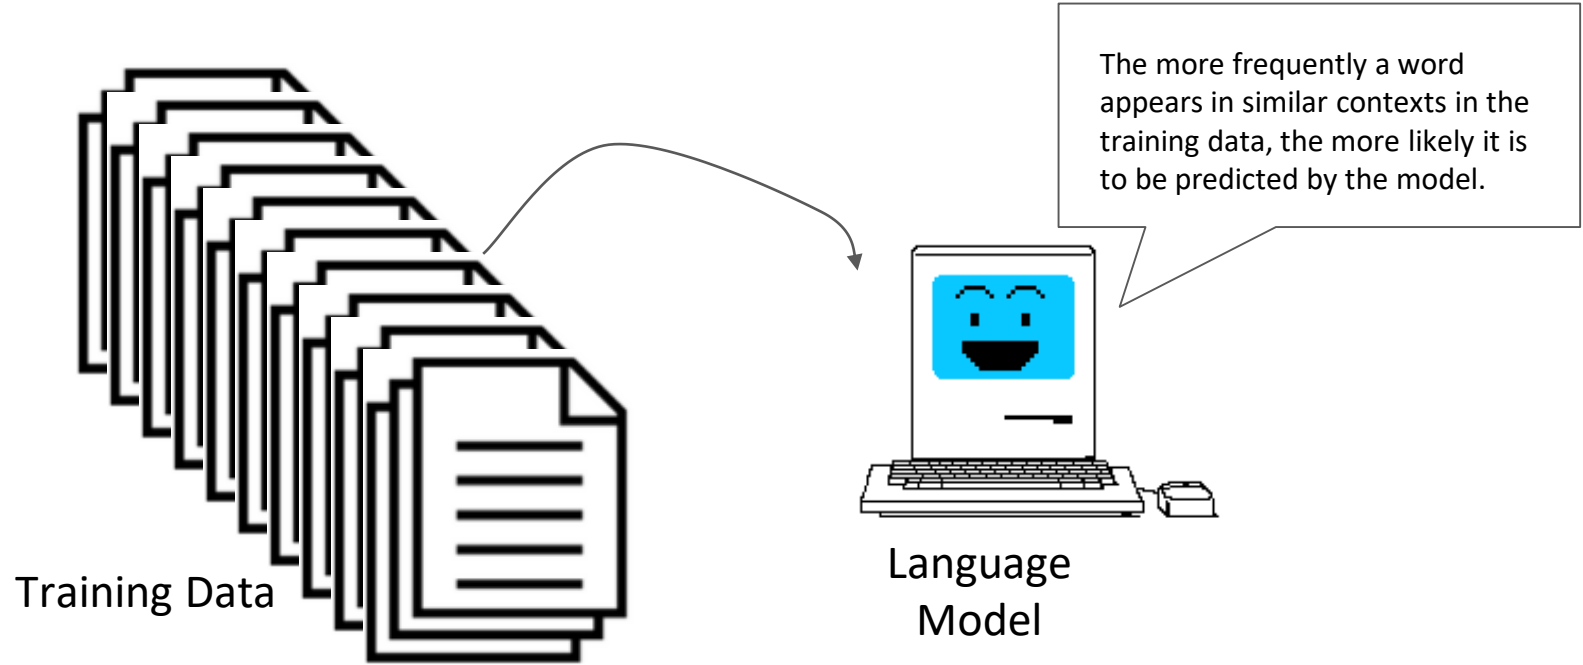 The more frequently a word
appears in similar contexts in the
training data, the more likely it is
to be predicted by the model.
Training Data
Language
Model